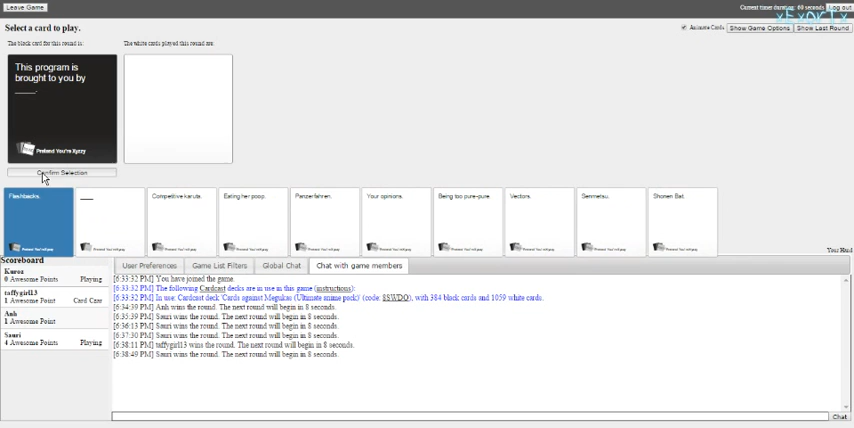 Leave Game
Current timer duration: 60 seconds
Log out
xExorTx
Select a card to play.
Animate Cards
Show Game Options
Show Last Round
The black card for this round is:
The white cards played this round are:
This program is
brought to you by
_____.
Pretend You're Xyzzy
Confirm Selection
Flashbacks.
____
Competitive karuta.
Eating her poop.
Panzerfahren.
Your opinions.
Being too pure-pure.
Vectors.
Senmetsu.
Shonen Bat.
Your Hand
Scoreboard
User Preferences
Game List Filters
Global Chat
Chat with game members
0 Awesome Points
Playing
taffygirl13
1 Awesome Point
Card Czar
Anh
1 Awesome Point
Sauri
4 Awesome Points
Playing
[6:33:32 PM] You have joined the game.
[6:33:32 PM] The following Cardcast decks are in use in this game (instructions):
[6:33:32 PM] In use: Cardcast deck 'Cards against Megukas (Ultimate anime pack)' (code: 8SWDQ), with 384 black cards and 1059 white cards.
[6:34:39 PM] Anh wins the round. The next round will begin in 8 seconds.
[6:35:39 PM] Sauri wins the round. The next round will begin in 8 seconds.
[6:36:13 PM] Sauri wins the round. The next round will begin in 8 seconds.
[6:37:30 PM] Sauri wins the round. The next round will begin in 8 seconds.
[6:38:11 PM] taffygirl13 wins the round. The next round will begin in 8 seconds.
[6:38:49 PM] Sauri wins the round. The next round will begin in 8 seconds.
Chat